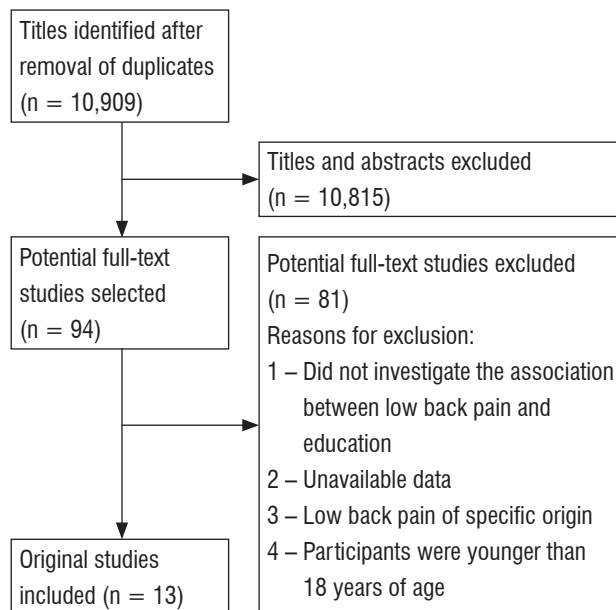 Titles identified after
removal of duplicates
(n = 10,909)
Titles and abstracts excluded
(n = 10,815)
Potential full-text
studies selected
(n = 94)
Potential full-text studies excluded
(n = 81)
Reasons for exclusion:
1 – Did not investigate the association
between low back pain and
education
2 – Unavailable data
3 – Low back pain of specific origin
4 – Participants were younger than
18 years of age
Original studies
included (n = 13)